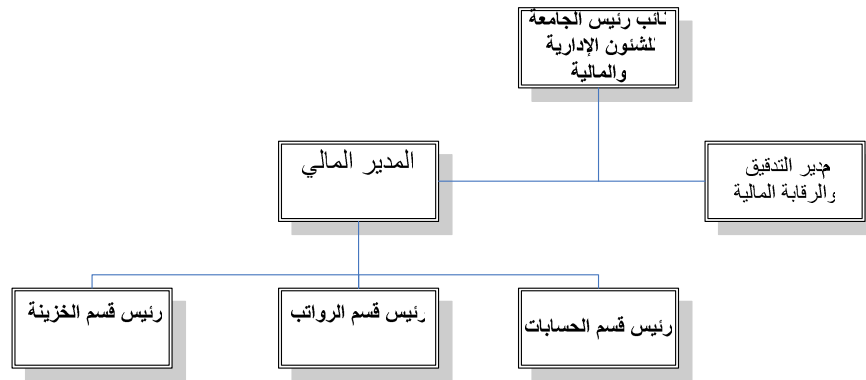 نائب رئيس الجامعة
للشئون الإدارية
والمالية
المدير المالي
مدير التدقيق
والرقابة المالية
رئيس قسم الحسابات
رئيس قسم الرواتب
رئيس قسم الخزينة